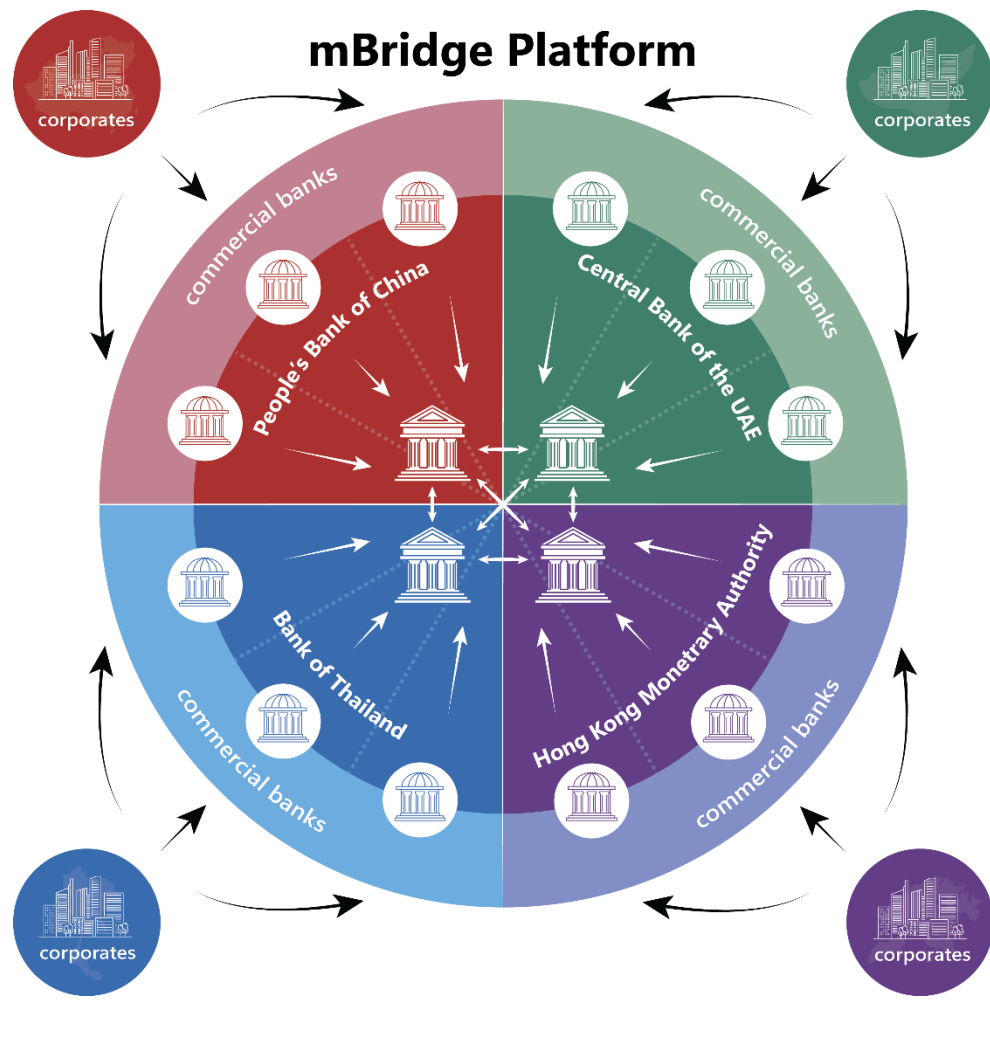 mBridge Platform
corporates
corporates
commercial banks
commercial banks
People's Bank of China
Central Bank of the UAE
Bank of Thailand
Hong Kong Monetrary Authority
commercial banks
commercial banks
corporates
corporates